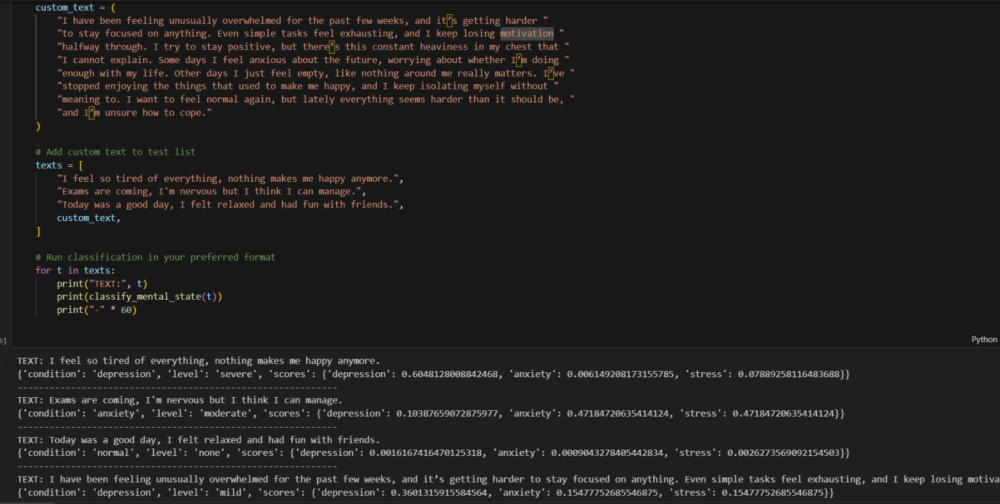 custom_text = (
"I have been feeling unusually overwhelmed for the past few weeks, and it’s getting harder "
"to stay focused on anything. Even simple tasks feel exhausting, and I keep losing motivation "
"halfway through. I try to stay positive, but there’s this constant heaviness in my chest that "
"I cannot explain. Some days I feel anxious about the future, worrying about whether I’m doing "
"enough with my life. Other days I just feel empty, like nothing around me really matters. I’ve "
"stopped enjoying the things that used to make me happy, and I keep isolating myself without "
"meaning to. I want to feel normal again, but lately everything seems harder than it should be, "
"and I’m unsure how to cope."
)
# Add custom text to test list
texts = [
"I feel so tired of everything, nothing makes me happy anymore.",
"Exams are coming, I'm nervous but I think I can manage.",
"Today was a good day, I felt relaxed and had fun with friends.",
custom_text,
]
# Run classification in your preferred format
for t in texts:
print("TEXT:", t)
print(classify_mental_state(t))
print("-" * 60)
6]
Python
TEXT: I feel so tired of everything, nothing makes me happy anymore.
{'condition': 'depression', 'level': 'severe', 'scores': {'depression': 0.6048128008842468, 'anxiety': 0.006149208173155785, 'stress': 0.07889258116483688}}
------------------------------------------------------------
TEXT: Exams are coming, I'm nervous but I think I can manage.
{'condition': 'anxiety', 'level': 'moderate', 'scores': {'depression': 0.10387659072875977, 'anxiety': 0.47184720635414124, 'stress': 0.47184720635414124}}
------------------------------------------------------------
TEXT: Today was a good day, I felt relaxed and had fun with friends.
{'condition': 'normal', 'level': 'none', 'scores': {'depression': 0.0016167416470125318, 'anxiety': 0.0009043278405442834, 'stress': 0.0026273569092154503}}
------------------------------------------------------------
TEXT: I have been feeling unusually overwhelmed for the past few weeks, and it’s getting harder to stay focused on anything. Even simple tasks feel exhausting, and I keep losing motiva
{'condition': 'depression', 'level': 'mild', 'scores': {'depression': 0.3601315915584564, 'anxiety': 0.15477752685546875, 'stress': 0.15477752685546875}}